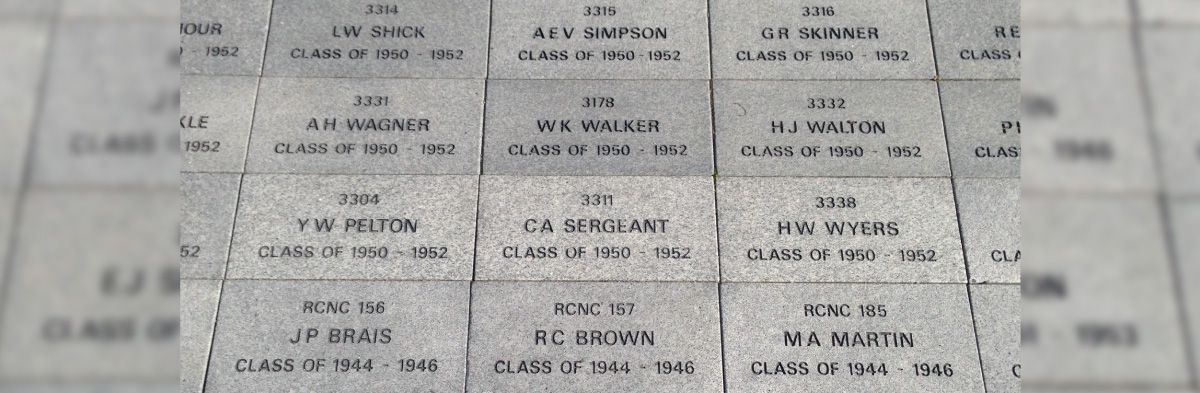 3314
LW SHICK
CLASS OF 1950 - 1952
3315
AEV SIMPSON
CLASS OF 1950 - 1952
3316
GR SKINNER
CLASS OF 1950 - 1952
1952
CLASS
3331
AH WAGNER
CLASS OF 1950 - 1952
3178
WK WALKER
CLASS OF 1950 - 1952
3332
HJ WALTON
CLASS OF 1950 - 1952
1952
3304
YW PELTON
CLASS OF 1950 - 1952
3311
CA SERGEANT
CLASS OF 1950 - 1952
3338
HW WYERS
CLASS OF 1950 - 1952
52
RCNC 156
JP BRAIS
CLASS OF 1944 - 1946
RCNC 157
RC BROWN
CLASS OF 1944 - 1946
RCNC 185
MA MARTIN
CLASS OF 1944 - 1946